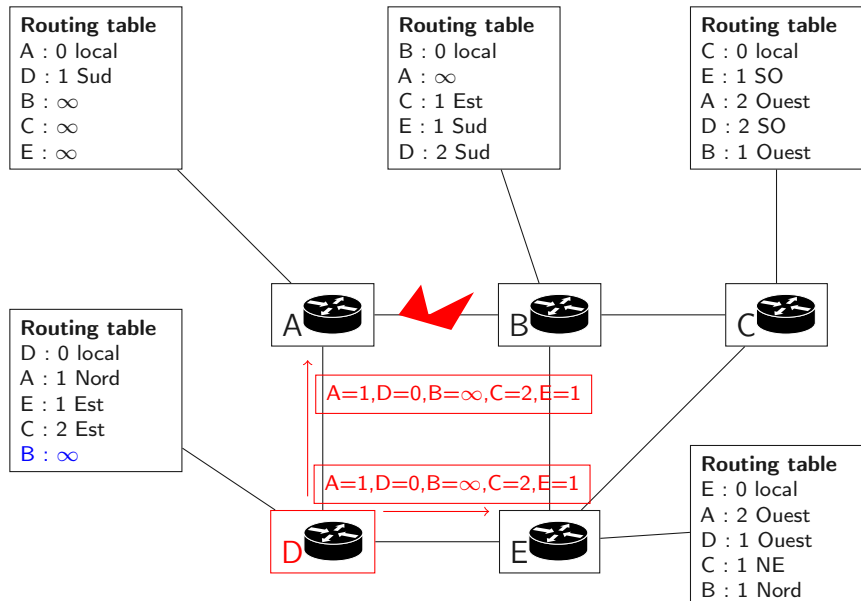 Routing table
A : 0 local
D : 1 Sud
B : ∞
C : ∞
E : ∞
Routing table
B : 0 local
A : ∞
C : 1 Est
E : 1 Sud
D : 2 Sud
Routing table
C : 0 local
E : 1 SO
A : 2 Ouest
D : 2 SO
B : 1 Ouest
A
B
C
Routing table
D : 0 local
A : 1 Nord
E : 1 Est
C : 2 Est
B : ∞
A=1,D=0,B=∞,C=2,E=1
A=1,D=0,B=∞,C=2,E=1
D
E
Routing table
E : 0 local
A : 2 Ouest
D : 1 Ouest
C : 1 NE
B : 1 Nord